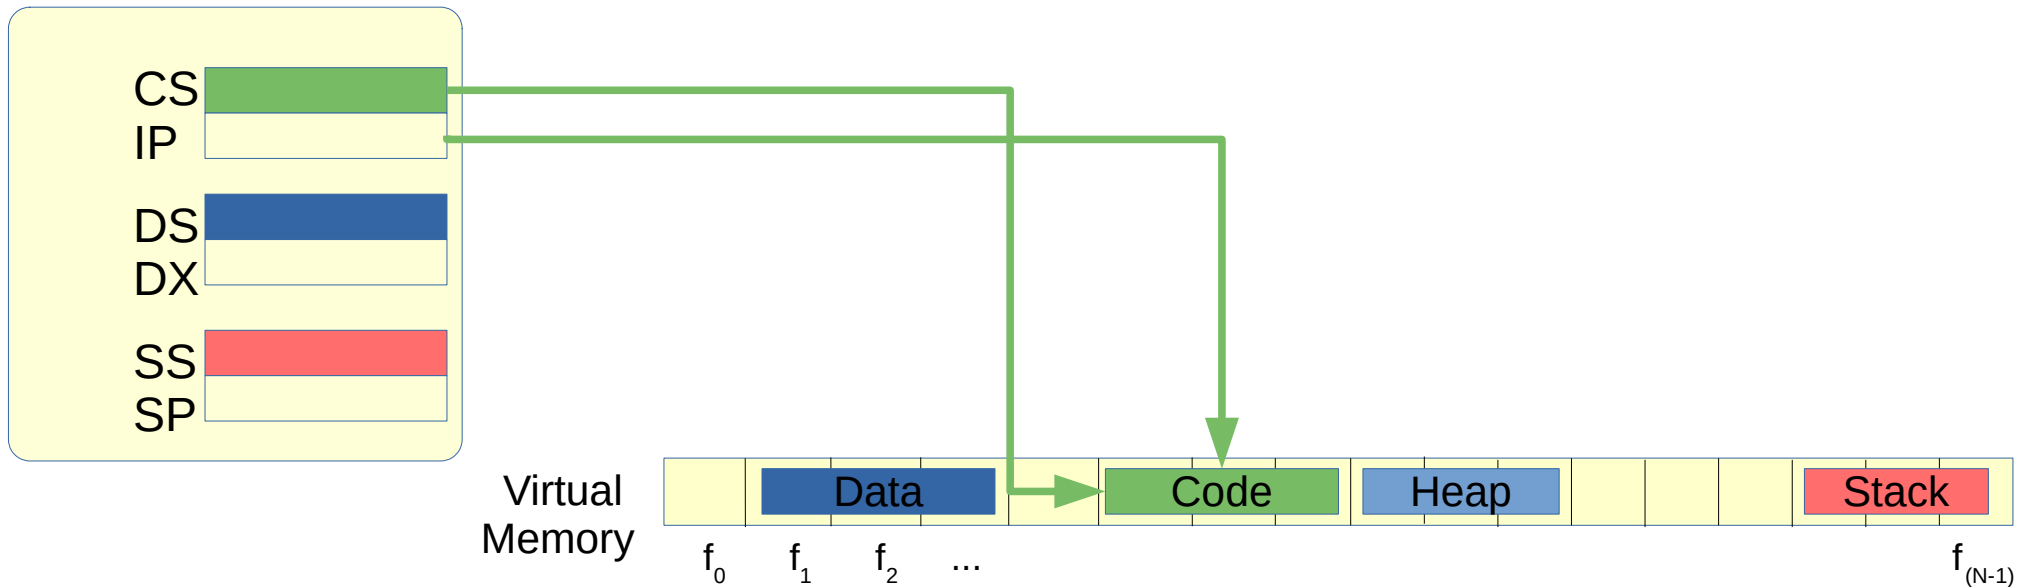 CS
IP
DS
DX
SS
SP
Virtual
Memory
Data
Code
Heap
Stack
f0
f1
f2
...
f(N-1)